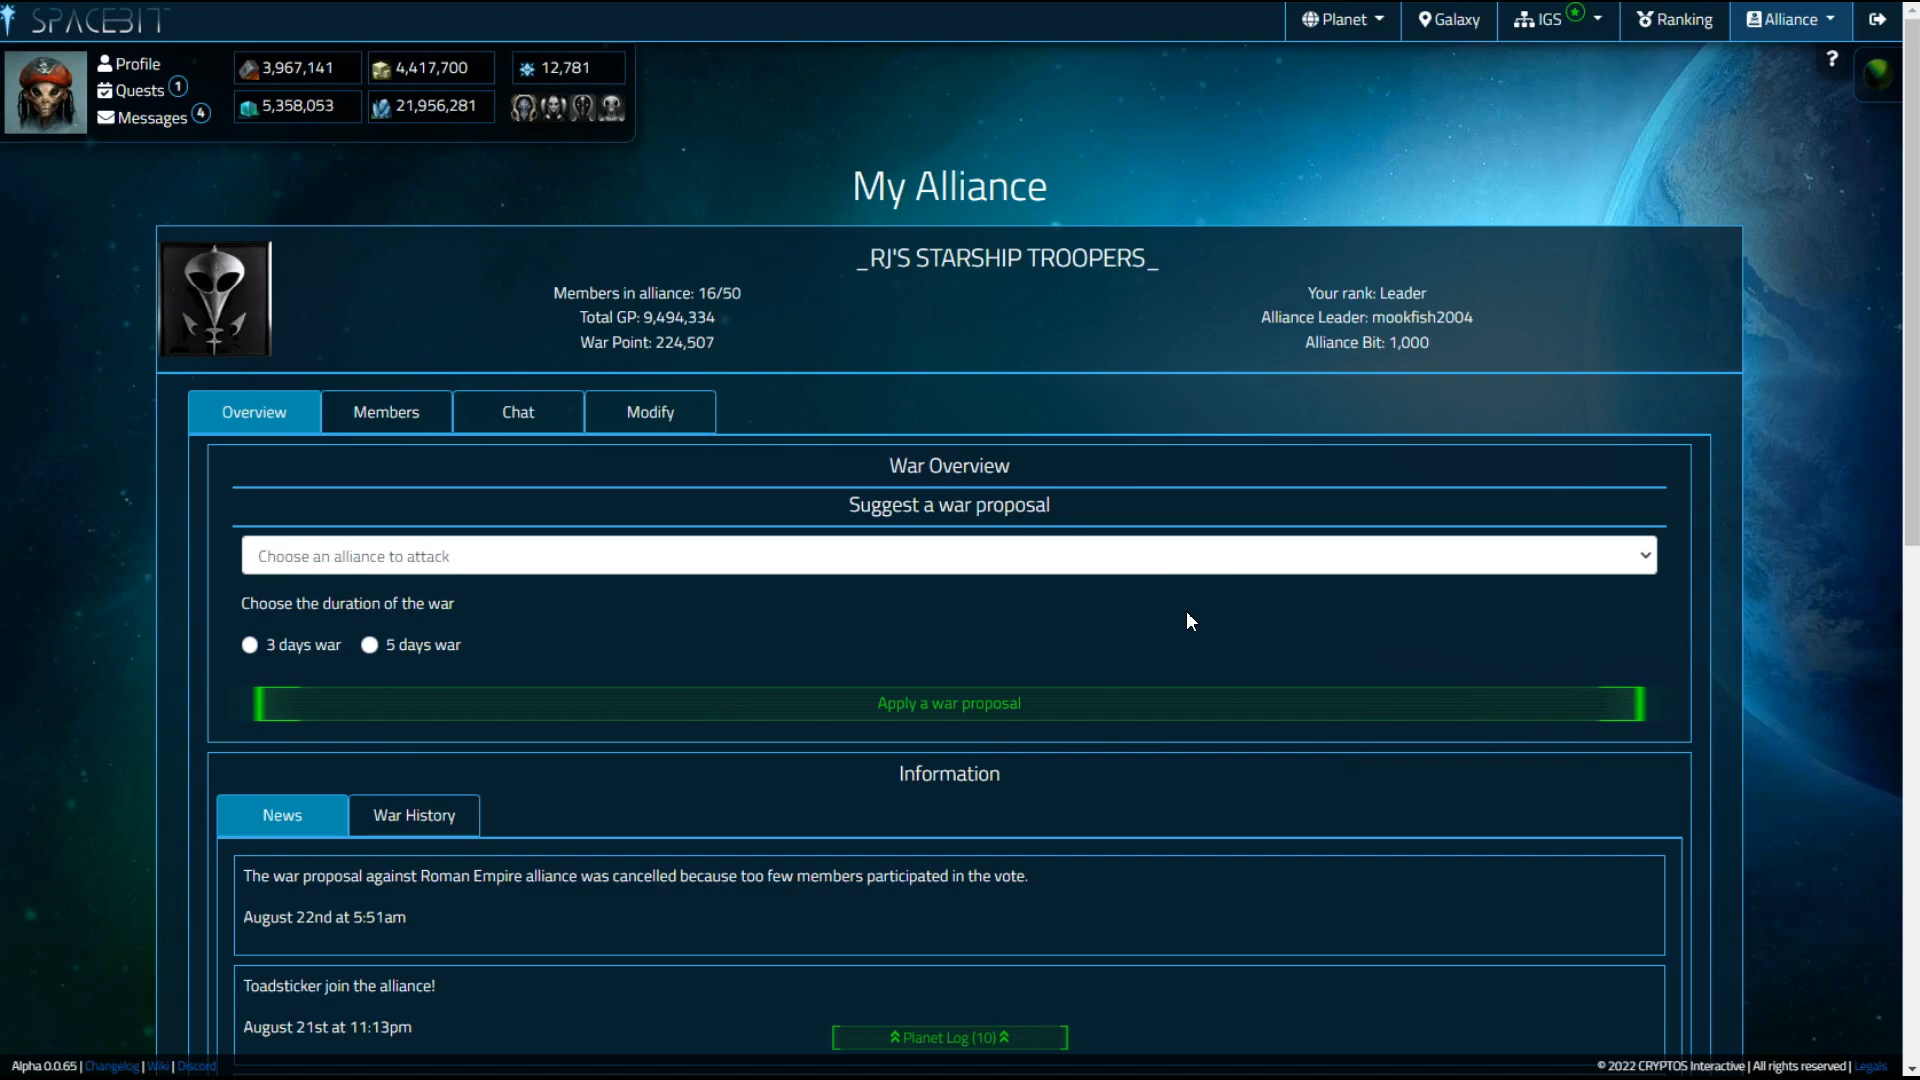 SPACEBIT
Planet
Galaxy
IGS
Ranking
Alliance
Profile
Quests 1
Messages 4
3,967,141
4,417,700
12,781
5,358,053
21,956,281
?
My Alliance
_RJ'S STARSHIP TROOPERS_
Members in alliance: 16/50
Total GP: 9,494,334
War Point: 224,507
Your rank: Leader
Alliance Leader: mookfish2004
Alliance Bit: 1,000
Overview
Members
Chat
Modify
War Overview
Suggest a war proposal
Choose an alliance to attack
Choose the duration of the war
3 days war
5 days war
Apply a war proposal
Information
News
War History
The war proposal against Roman Empire alliance was cancelled because too few members participated in the vote.
August 22nd at 5:51am
Toadsticker join the alliance!
August 21st at 11:13pm
Planet Log (10)
Alpha 0.0.65 | Changelog | Wiki | Discord
© 2022 CRYPTOS Interactive | All rights reserved | Legals